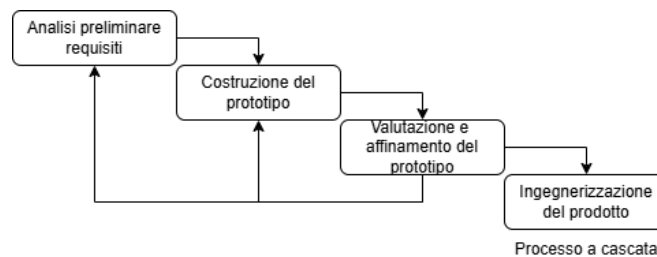 Analisi preliminare
requisiti
Costruzione del
prototipo
Valutazione e
affinamento del
prototipo
Ingegnerizzazione
del prodotto
Processo a cascata